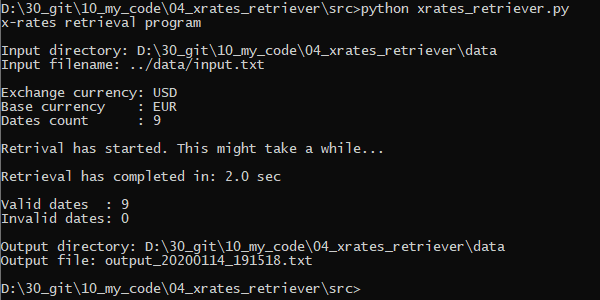 D:\30_git\10_my_code\04_xrates_retriever\src>python xrates_retriever.py
x-rates retrieval program
Input directory: D:\30_git\10_my_code\04_xrates_retriever\data
Input filename: ../data/input.txt
Exchange currency: USD
Base currency    : EUR
Dates count      : 9
Retrival has started. This might take a while...
Retrieval has completed in: 2.0 sec
Valid dates  : 9
Invalid dates: 0
Output directory: D:\30_git\10_my_code\04_xrates_retriever\data
Output file: output_20200114_191518.txt
D:\30_git\10_my_code\04_xrates_retriever\src>